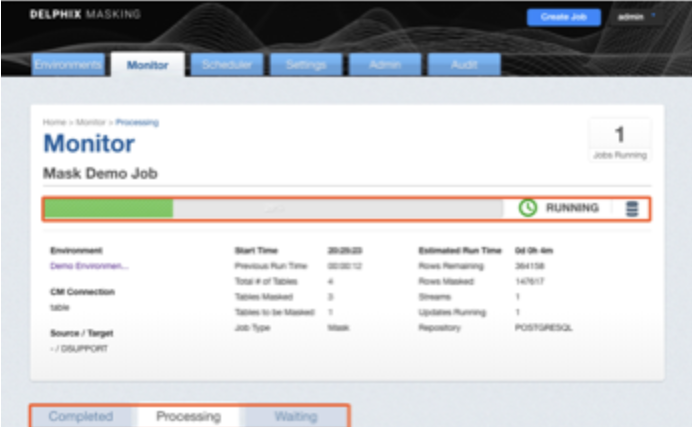 DELPHIX MASKING
Create Job admin
Environments Monitor Scheduler Settings Admin Audit
Home > Monitor > Processing
Monitor
1
Jobs Running
Mask Demo Job
RUNNING
Environment Start Time 20:25:23 Estimated Run Time 0d 0h 4m
Demo Environmen... Previous Run Time 00:00:12 Rows Remaining 364158
Total # of Tables 4 Rows Masked 147617
CM Connection Tables Masked 3 Streams 1
table Tables to be Masked 1 Updates Running 1
Source / Target Job Type Mask Repository POSTGRESQL
- / DSUPPORT
Completed Processing Waiting